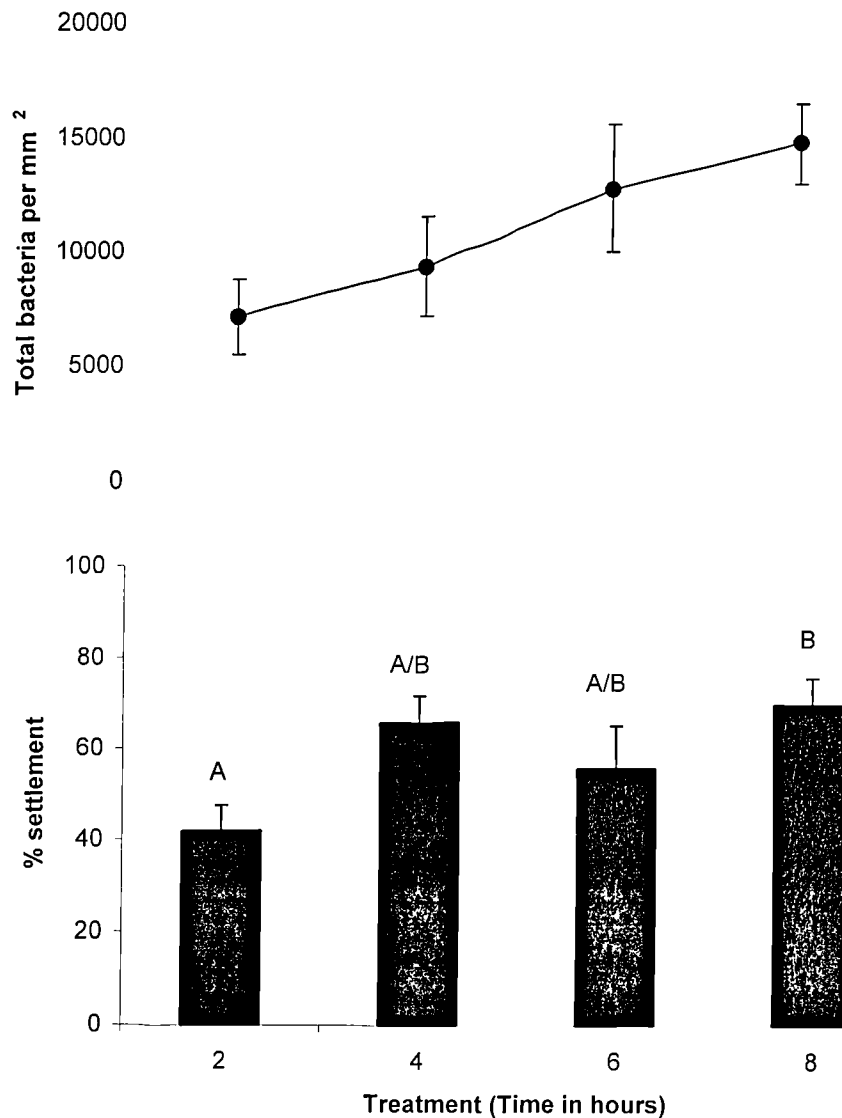 20000
15000
10000
5000
0
Total bacteria per mm 2
100
80
60
40
20
0
% settlement
A
A/B
A/B
B
2 4 6 8
Treatment (Time in hours)